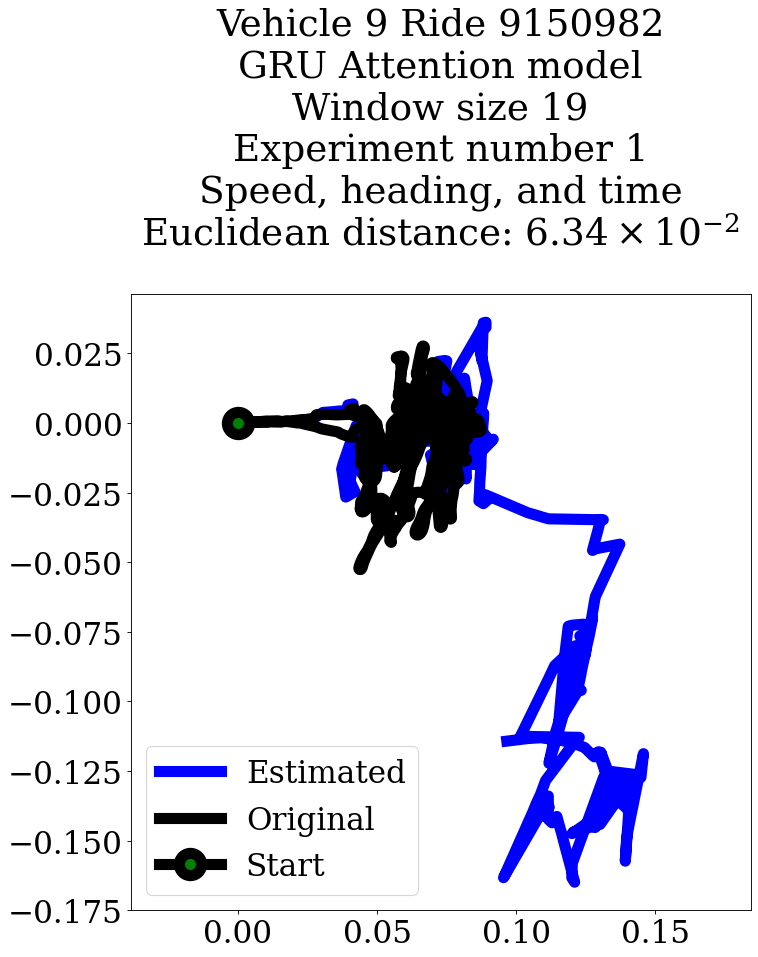 Vehicle 9 Ride 9150982
GRU Attention model
Window size 19
Experiment number 1
Speed, heading, and time
Euclidean distance: 6.34 × 10⁻²
0.025
0.000
−0.025
−0.050
−0.075
−0.100
−0.125
−0.150
−0.175
Estimated
Original
Start
0.00 0.05 0.10 0.15